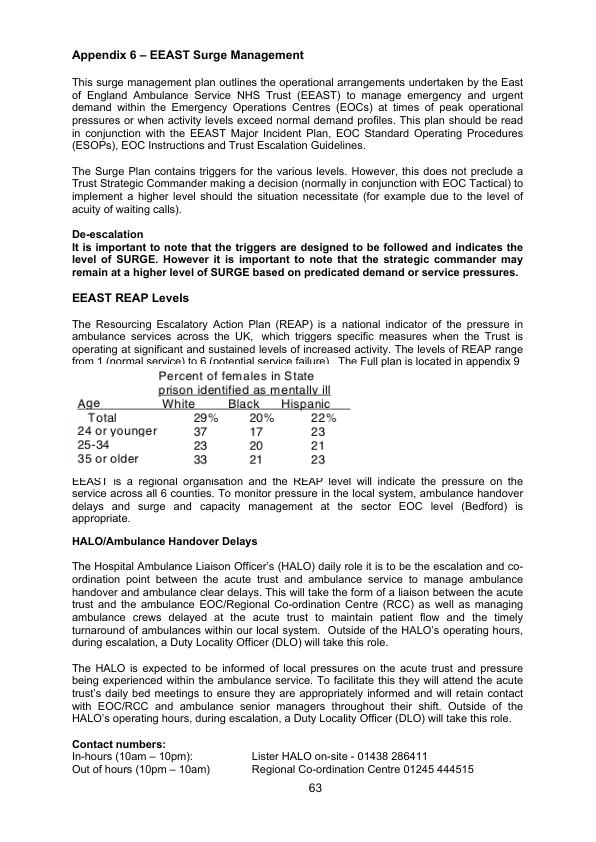 Appendix 6 – EEAST Surge Management
This surge management plan outlines the operational arrangements undertaken by the East
of England Ambulance Service NHS Trust (EEAST) to manage emergency and urgent
demand within the Emergency Operations Centres (EOCs) at times of peak operational
pressures or when activity levels exceed normal demand profiles. This plan should be read
in conjunction with the EEAST Major Incident Plan, EOC Standard Operating Procedures
(ESOPs), EOC Instructions and Trust Escalation Guidelines.
The Surge Plan contains triggers for the various levels. However, this does not preclude a
Trust Strategic Commander making a decision (normally in conjunction with EOC Tactical) to
implement a higher level should the situation necessitate (for example due to the level of
acuity of waiting calls).
De-escalation
It is important to note that the triggers are designed to be followed and indicates the
level of SURGE. However it is important to note that the strategic commander may
remain at a higher level of SURGE based on predicated demand or service pressures.
EEAST REAP Levels
The Resourcing Escalatory Action Plan (REAP) is a national indicator of the pressure in
ambulance services across the UK, which triggers specific measures when the Trust is
operating at significant and sustained levels of increased activity. The levels of REAP range
from 1 (normal service) to 6 (potential service failure). The Full plan is located in appendix 9
Percent of females in State
prison identified as mentally ill
Age White Black Hispanic
Total 29% 20% 22%
24 or younger 37 17 23
25-34 23 20 21
35 or older 33 21 23
EEAST is a regional organisation and the REAP level will indicate the pressure on the
service across all 6 counties. To monitor pressure in the local system, ambulance handover
delays and surge and capacity management at the sector EOC level (Bedford) is
appropriate.
HALO/Ambulance Handover Delays
The Hospital Ambulance Liaison Officer's (HALO) daily role it is to be the escalation and co-
ordination point between the acute trust and ambulance service to manage ambulance
handover and ambulance clear delays. This will take the form of a liaison between the acute
trust and the ambulance EOC/Regional Co-ordination Centre (RCC) as well as managing
ambulance crews delayed at the acute trust to maintain patient flow and the timely
turnaround of ambulances within our local system. Outside of the HALO's operating hours,
during escalation, a Duty Locality Officer (DLO) will take this role.
The HALO is expected to be informed of local pressures on the acute trust and pressure
being experienced within the ambulance service. To facilitate this they will attend the acute
trust's daily bed meetings to ensure they are appropriately informed and will retain contact
with EOC/RCC and ambulance senior managers throughout their shift. Outside of the
HALO's operating hours, during escalation, a Duty Locality Officer (DLO) will take this role.
Contact numbers:
In-hours (10am – 10pm): Lister HALO on-site - 01438 286411
Out of hours (10pm – 10am) Regional Co-ordination Centre 01245 444515
63